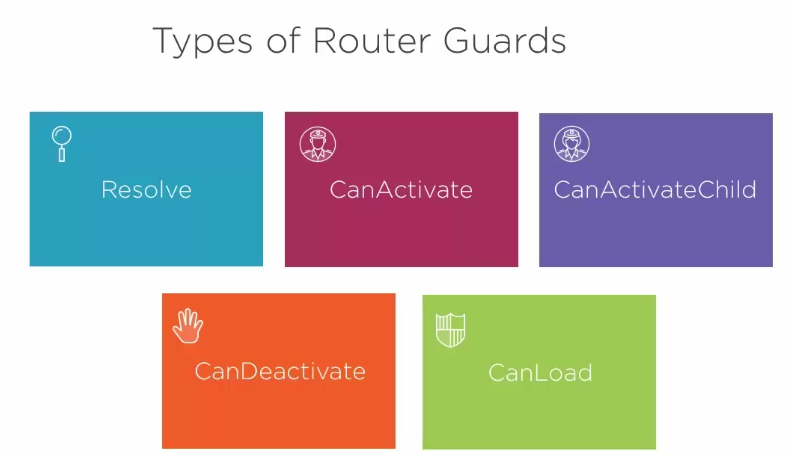 Types of Router Guards
Resolve
CanActivate
CanActivateChild
CanDeactivate
CanLoad